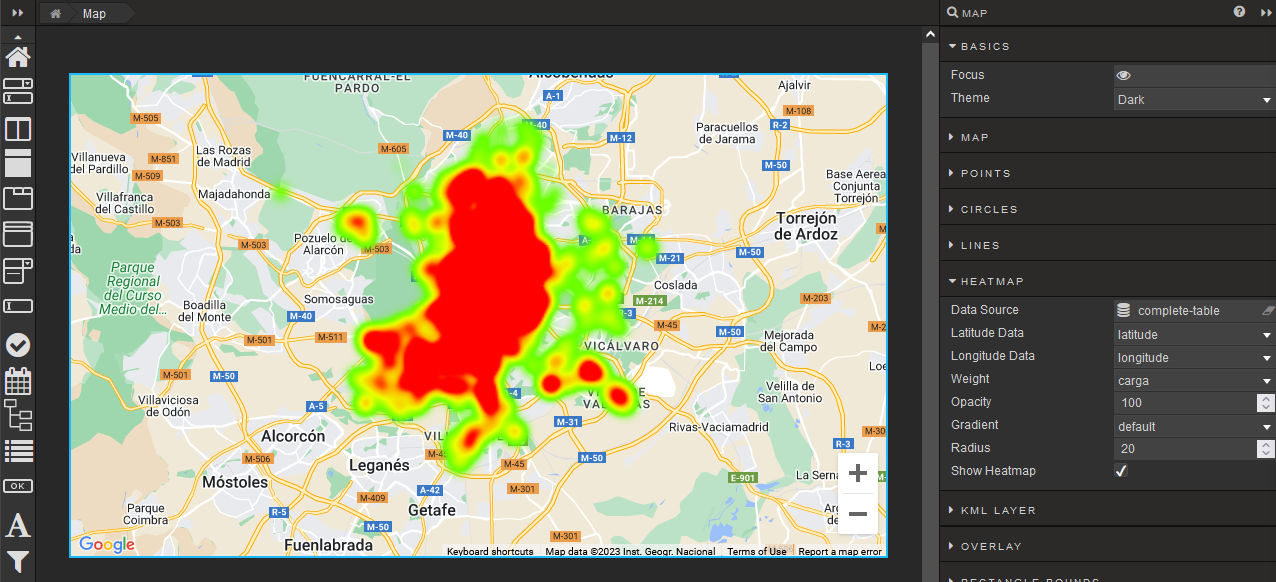 Map
MAP
BASICS
Focus
Theme
Dark
MAP
POINTS
CIRCLES
LINES
HEATMAP
Data Source
complete-table
Latitude Data
latitude
Longitude Data
longitude
Weight
carga
Opacity
100
Gradient
default
Radius
20
Show Heatmap
KML LAYER
OVERLAY
RECTANGLE BOUNDS
OK
A
FUENCARRAL-EL
PARDO
Alcobendas
Ajalvir
A-1
M-108
M-505
R-2
M-40
M-40
M-12
Paracuellos
de Jarama
M-605
Las Rozas
de Madrid
Villanueva
del Pardillo
M-851
M-509
M-50
Base Aerea
Conjunta
Torrejón
Majadahonda
Villafranca
del Castillo
M-503
BARAJAS
Torrejón
de Ardoz
Pozuelo de
Alarcón
M-503
M-503
M-21
M-50
Parque
Regional
del Curso
Medio del...
Coslada
Somosaguas
M-214
M-203
Boadilla
del Monte
M-40
R-3
M-45
M-50
M-501
M-511
VICÁLVARO
Mejorada
del Campo
M-501
M-50
Velilla de
San Antonio
Villaviciosa
de Odón
A-5
M-31
Rivas-Vaciamadrid
Alcorcón
R-3
M-506
Leganés
M-45
M-50
Móstoles
E-901
La Serna
A-42
M-301
M-409
Parque
Coimbra
R-5
Getafe
M-50
M-301
Fuenlabrada
Google
Keyboard shortcuts
Map data ©2023 Inst. Geogr. Nacional
Terms of Use
Report a map error